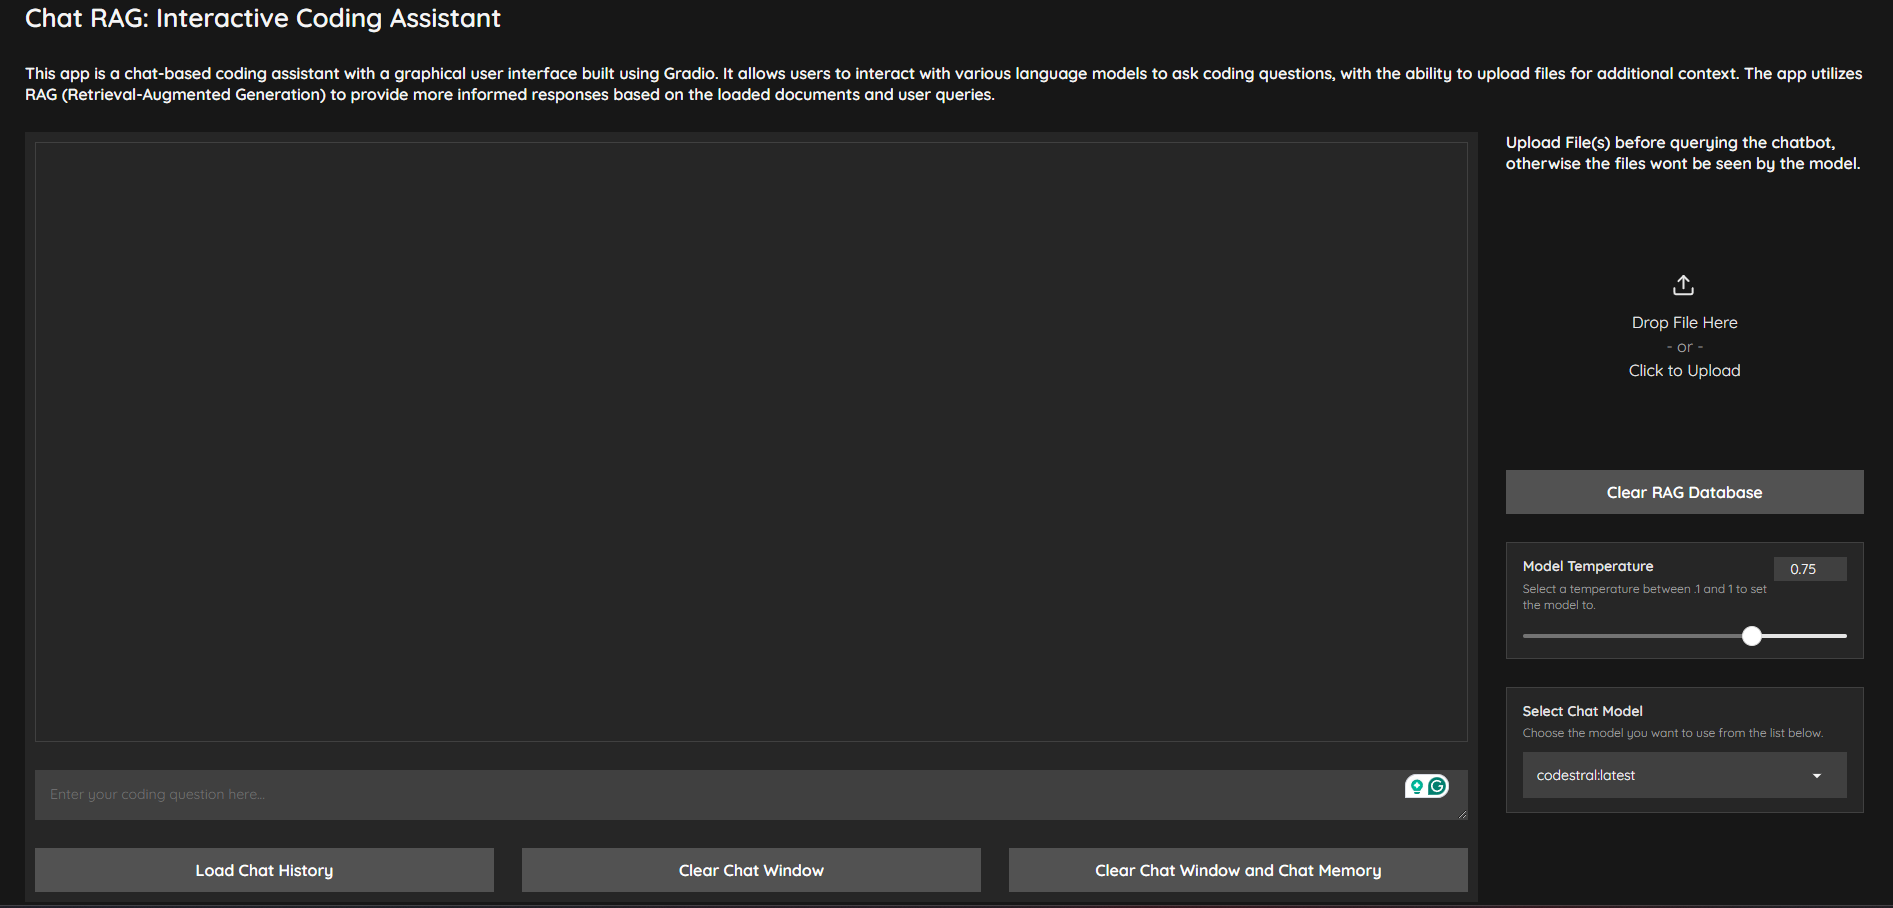 Chat RAG: Interactive Coding Assistant
This app is a chat-based coding assistant with a graphical user interface built using Gradio. It allows users to interact with various language models to ask coding questions, with the ability to upload files for additional context. The app utilizes
RAG (Retrieval-Augmented Generation) to provide more informed responses based on the loaded documents and user queries.
Upload File(s) before querying the chatbot,
otherwise the files wont be seen by the model.
Drop File Here
- or -
Click to Upload
Clear RAG Database
Model Temperature
0.75
Select a temperature between .1 and 1 to set
the model to.
Select Chat Model
Choose the model you want to use from the list below.
codestral:latest
Enter your coding question here...
Load Chat History
Clear Chat Window
Clear Chat Window and Chat Memory